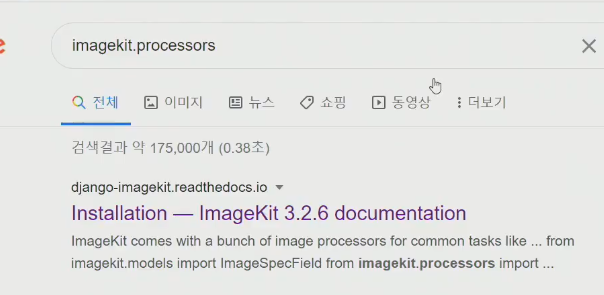 imagekit.processors
전체 이미지 뉴스 쇼핑 동영상 더보기
검색결과 약 175,000개 (0.38초)
django-imagekit.readthedocs.io
Installation — ImageKit 3.2.6 documentation
ImageKit comes with a bunch of image processors for common tasks like ... from
imagekit.models import ImageSpecField from imagekit.processors import ...